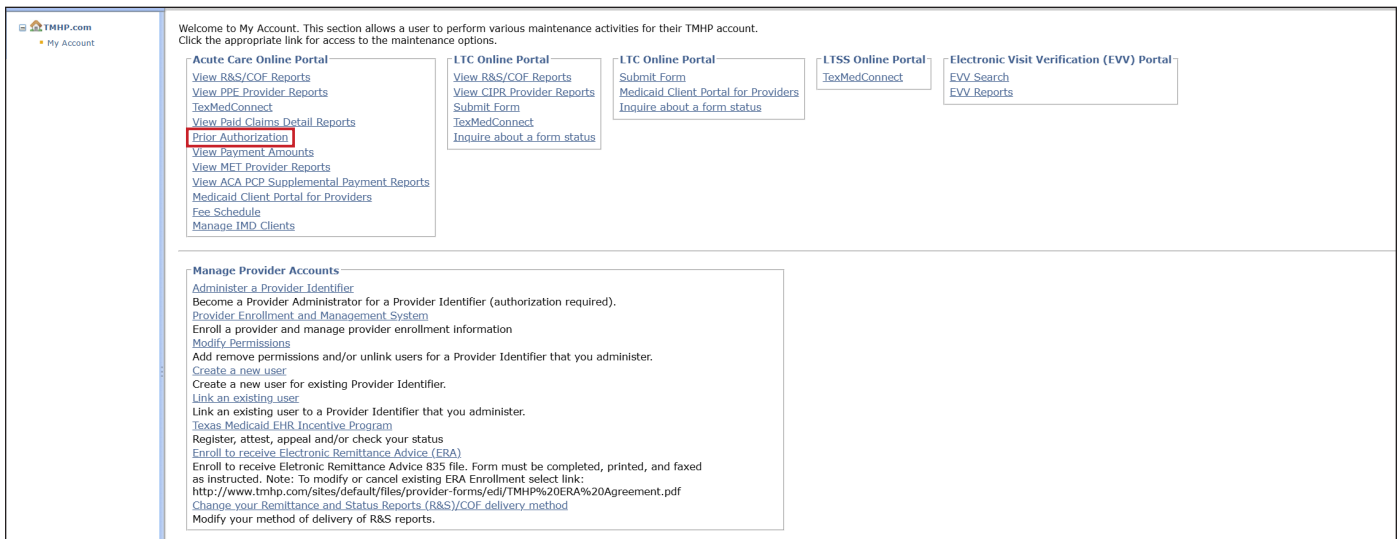 TMHP.com
My Account
Welcome to My Account. This section allows a user to perform various maintenance activities for their TMHP account.
Click the appropriate link for access to the maintenance options.
Acute Care Online Portal
View R&S/COF Reports
View PPE Provider Reports
TexMedConnect
View Paid Claims Detail Reports
Prior Authorization
View Payment Amounts
View MET Provider Reports
View ACA PCP Supplemental Payment Reports
Medicaid Client Portal for Providers
Fee Schedule
Manage IMD Clients
LTC Online Portal
View R&S/COF Reports
View CIPR Provider Reports
Submit Form
TexMedConnect
Inquire about a form status
LTC Online Portal
Submit Form
Medicaid Client Portal for Providers
Inquire about a form status
LTSS Online Portal
TexMedConnect
Electronic Visit Verification (EVV) Portal
EVV Search
EVV Reports
Manage Provider Accounts
Administer a Provider Identifier
Become a Provider Administrator for a Provider Identifier (authorization required).
Provider Enrollment and Management System
Enroll a provider and manage provider enrollment information
Modify Permissions
Add remove permissions and/or unlink users for a Provider Identifier that you administer.
Create a new user
Create a new user for existing Provider Identifier.
Link an existing user
Link an existing user to a Provider Identifier that you administer.
Texas Medicaid EHR Incentive Program
Register, attest, appeal and/or check your status
Enroll to receive Electronic Remittance Advice (ERA)
Enroll to receive Eletronic Remittance Advice 835 file. Form must be completed, printed, and faxed
as instructed. Note: To modify or cancel existing ERA Enrollment select link:
http://www.tmhp.com/sites/default/files/provider-forms/edi/TMHP%20ERA%20Agreement.pdf
Change your Remittance and Status Reports (R&S)/COF delivery method
Modify your method of delivery of R&S reports.